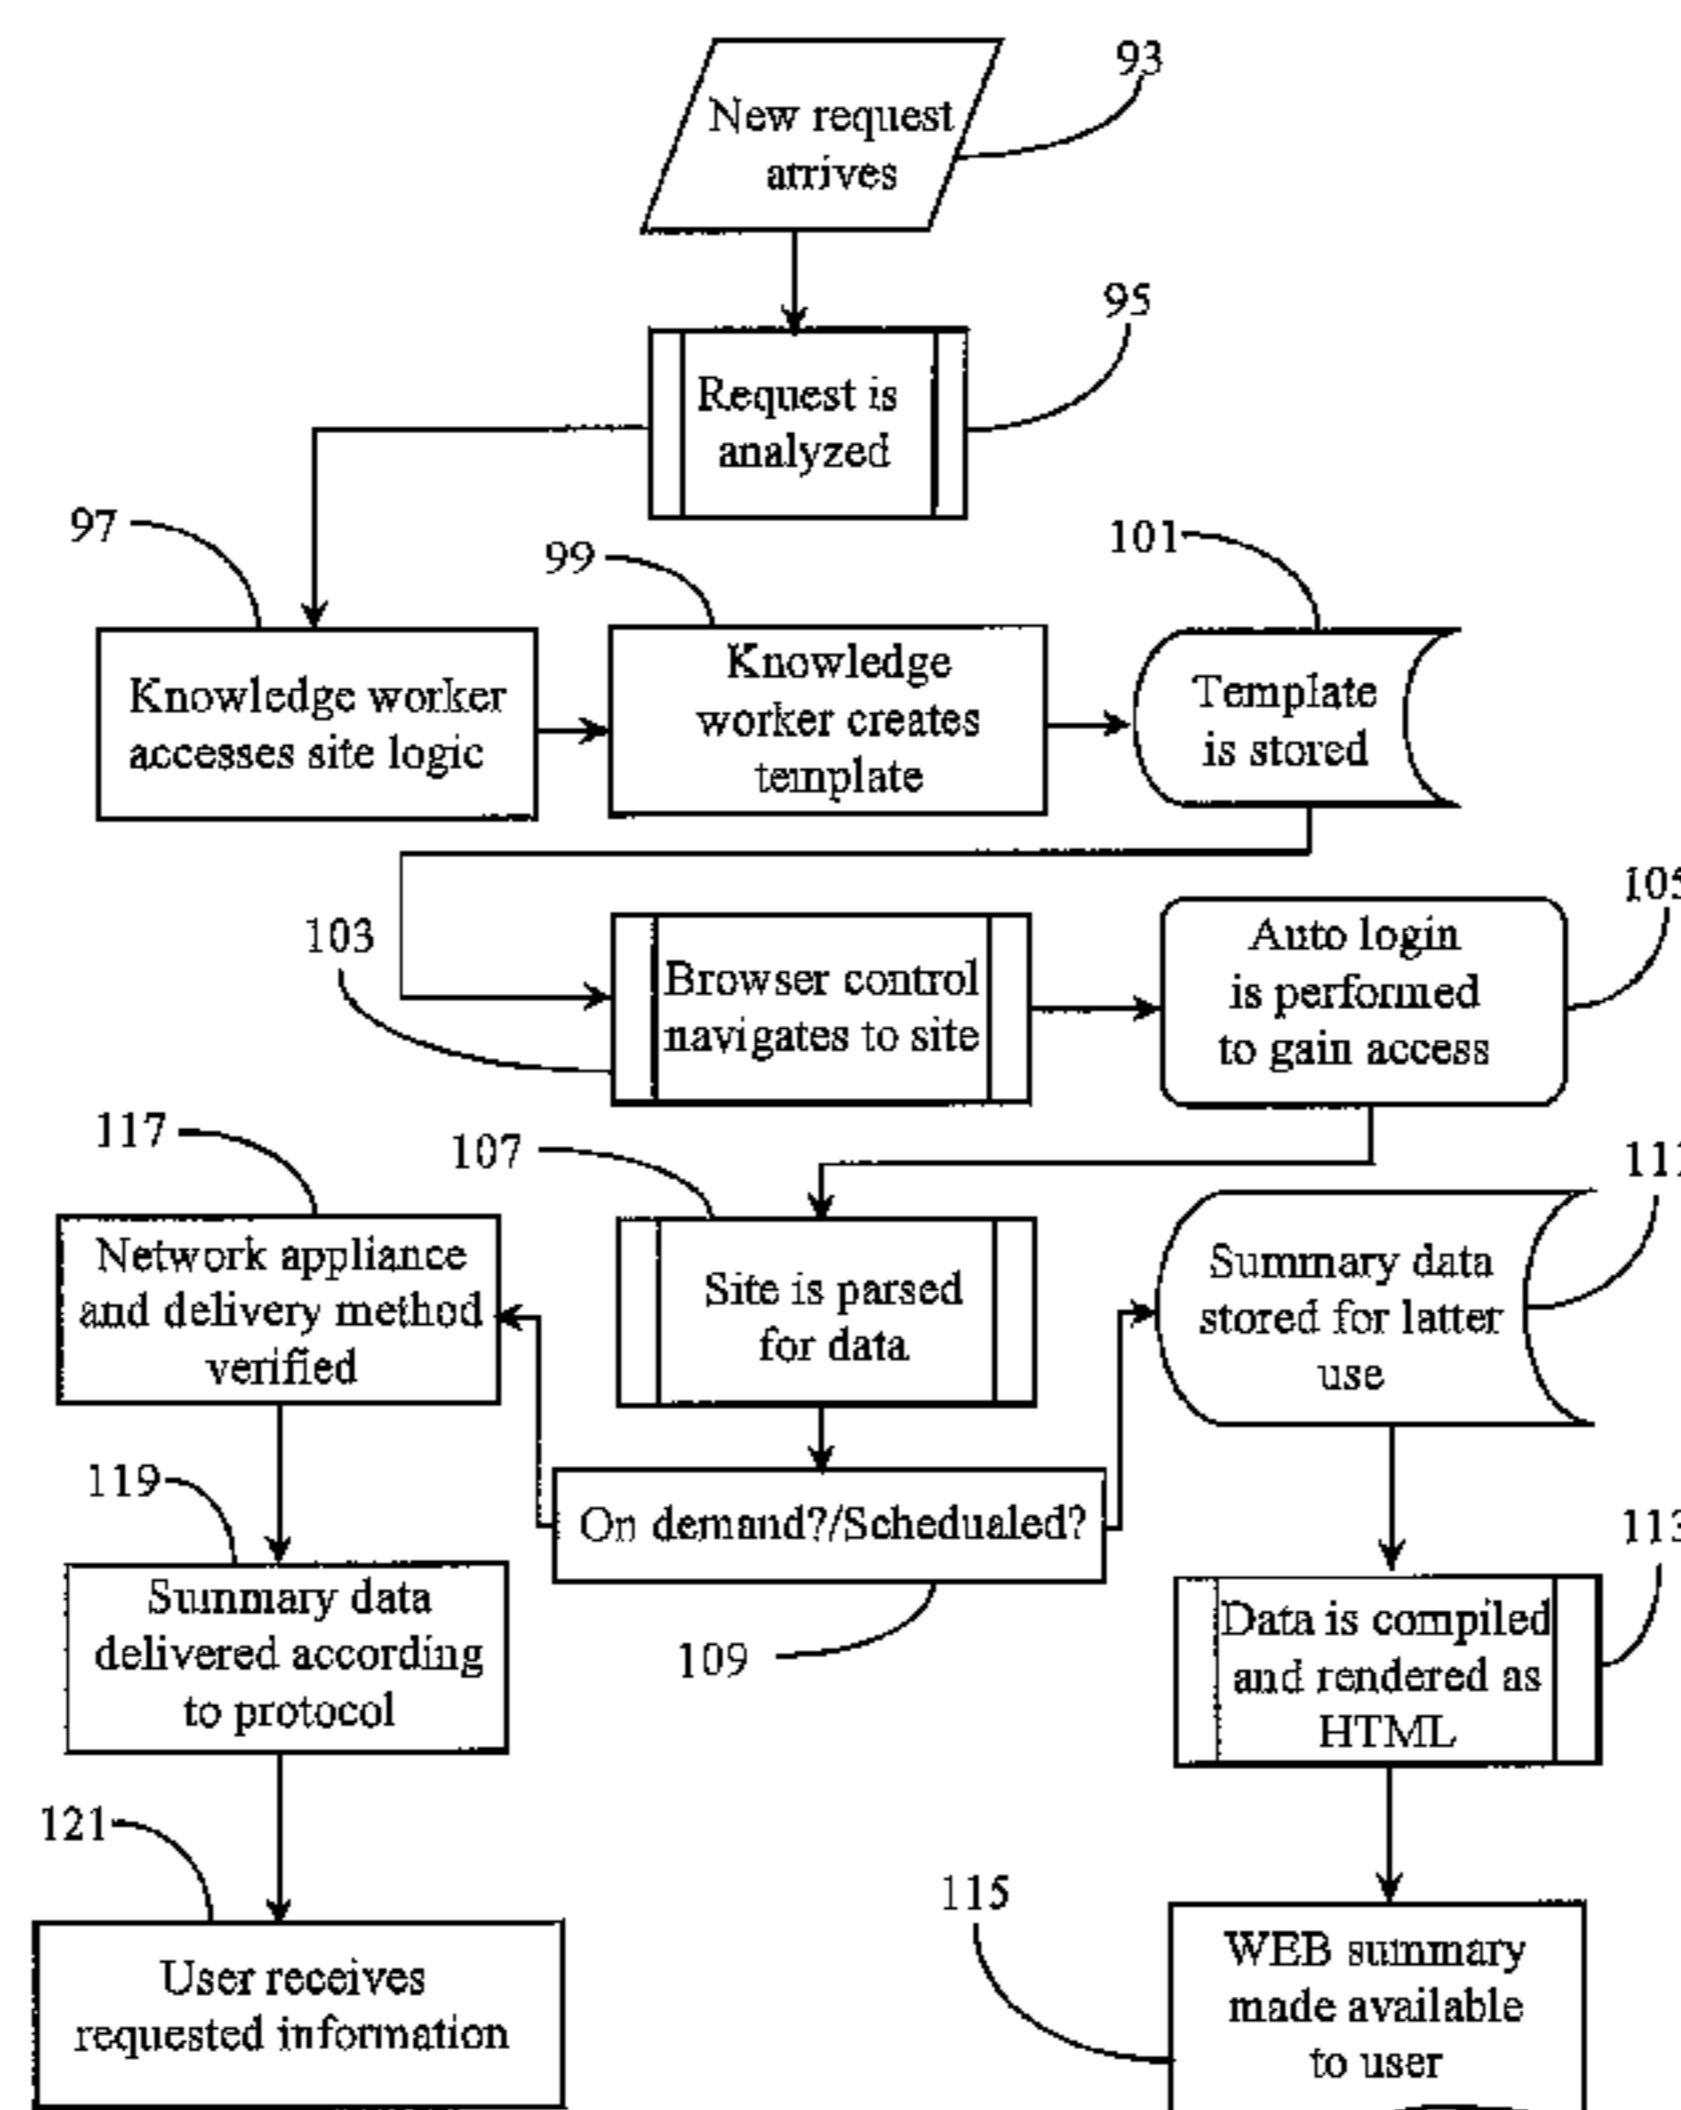 93
New request
arrives
95
Request is
analyzed
97
99
101
Knowledge worker
accesses site logic
Knowledge
worker creates
template
Template
is stored
103
105
Browser control
navigates to site
Auto login
is performed
to gain access
117
107
Network appliance
and delivery method
verified
Site is parsed
for data
Summary data
stored for latter
use
119
On demand?/Schedualed?
109
113
Summary data
delivered according
to protocol
Data is compiled
and rendered as
HTML
121
115
User receives
requested information
WEB summary
made available
to user